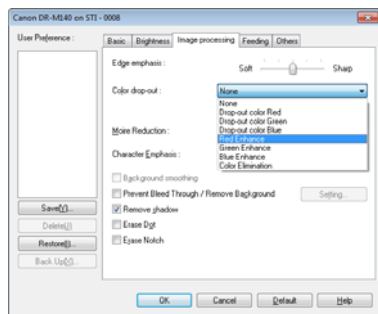 Canon DR-M140 on STI - 0008
User Preference :
Basic Brightness Image processing Feeding Others
Edge emphasis :
Soft Sharp
Color drop-out :
None
None
Drop-out color Red
Drop-out color Green
Drop-out color Blue
Red Enhance
Green Enhance
Blue Enhance
Color Elimination
Moire Reduction :
Character Emphasis :
Background smoothing
Prevent Bleed Through / Remove Background
Setting...
Remove shadow
Erase Dot
Erase Notch
Save(V)...
Delete(J)
Restore(I)...
Back Up(X)...
OK Cancel Default Help